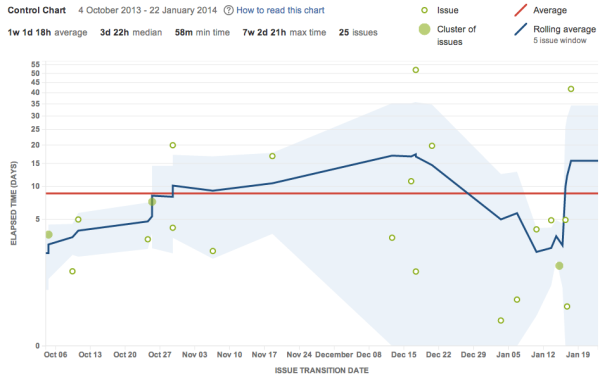 Control Chart 4 October 2013 - 22 January 2014 ? How to read this chart
1w 1d 18h average 3d 22h median 58m min time 7w 2d 21h max time 25 issues
Issue
Cluster of
issues
Average
Rolling average
5 issue window
ELAPSED TIME (DAYS)
55
50
45
40
35
30
25
20
15
10
5
0
Oct 06 Oct 13 Oct 20 Oct 27 Nov 03 Nov 10 Nov 17 Nov 24 December Dec 08 Dec 15 Dec 22 Dec 29 Jan 05 Jan 12 Jan 19
ISSUE TRANSITION DATE